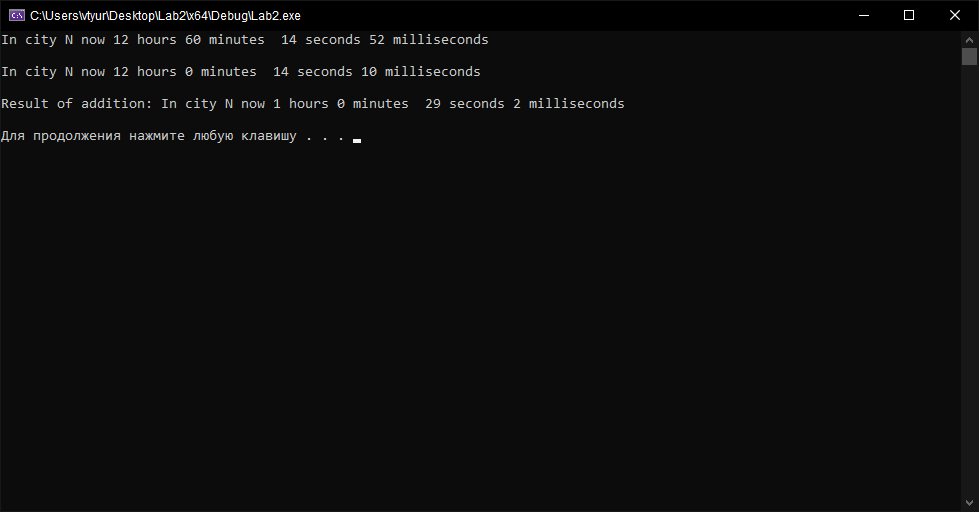 C:\Users\vtyur\Desktop\Lab2\x64\Debug\Lab2.exe
In city N now 12 hours 60 minutes  14 seconds 52 milliseconds
In city N now 12 hours 0 minutes  14 seconds 10 milliseconds
Result of addition: In city N now 1 hours 0 minutes  29 seconds 2 milliseconds
Для продолжения нажмите любую клавишу . . .